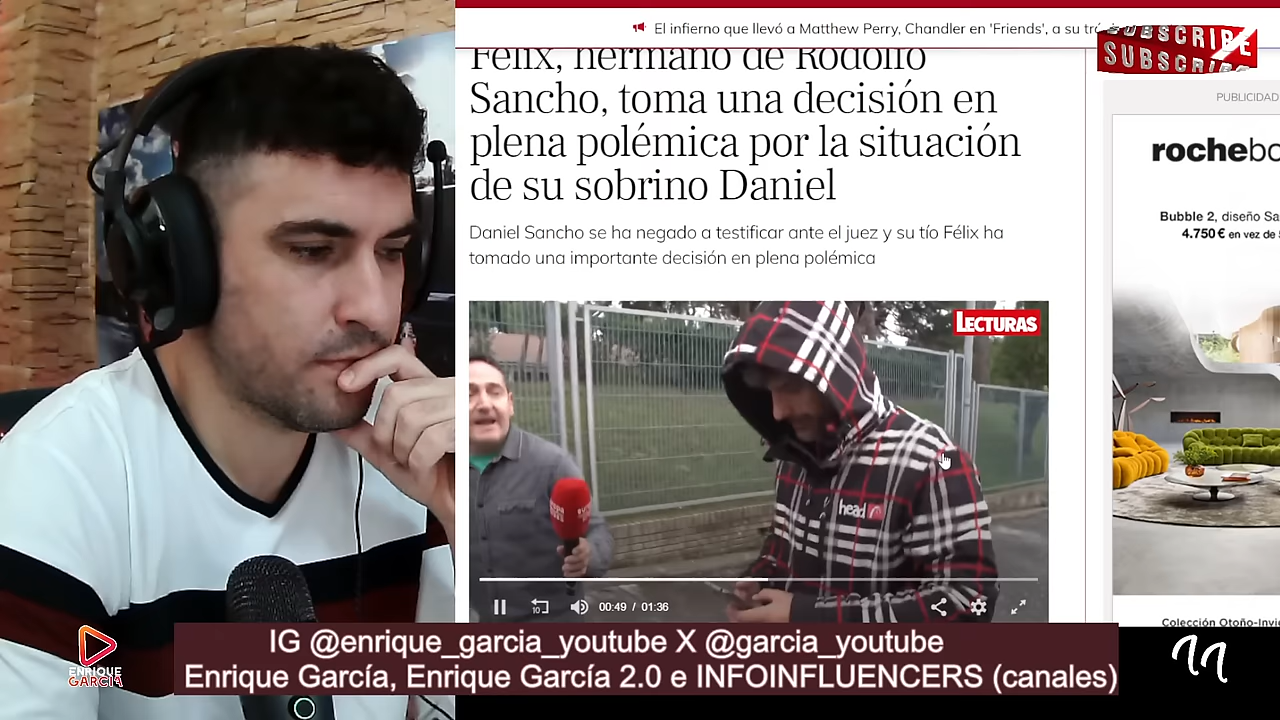 El infierno que llevó a Matthew Perry, Chandler en 'Friends', a su
SUBSCRIBE
SUBSCRIBE
Félix, hermano de Rodolfo
Sancho, toma una decisión en
plena polémica por la situación
de su sobrino Daniel
Daniel Sancho se ha negado a testificar ante el juez y su tío Félix ha
tomado una importante decisión en plena polémica
LECTURAS
head
10
00:49 / 01:36
PUBLICIDAD
rochebo
Bubble 2, diseño Sa
4.750 € en vez de
Colección Otoño-Invie
IG @enrique_garcia_youtube X @garcia_youtube
Enrique García, Enrique García 2.0 e INFOINFLUENCERS (canales)
ENRIQUE
GARCÍA